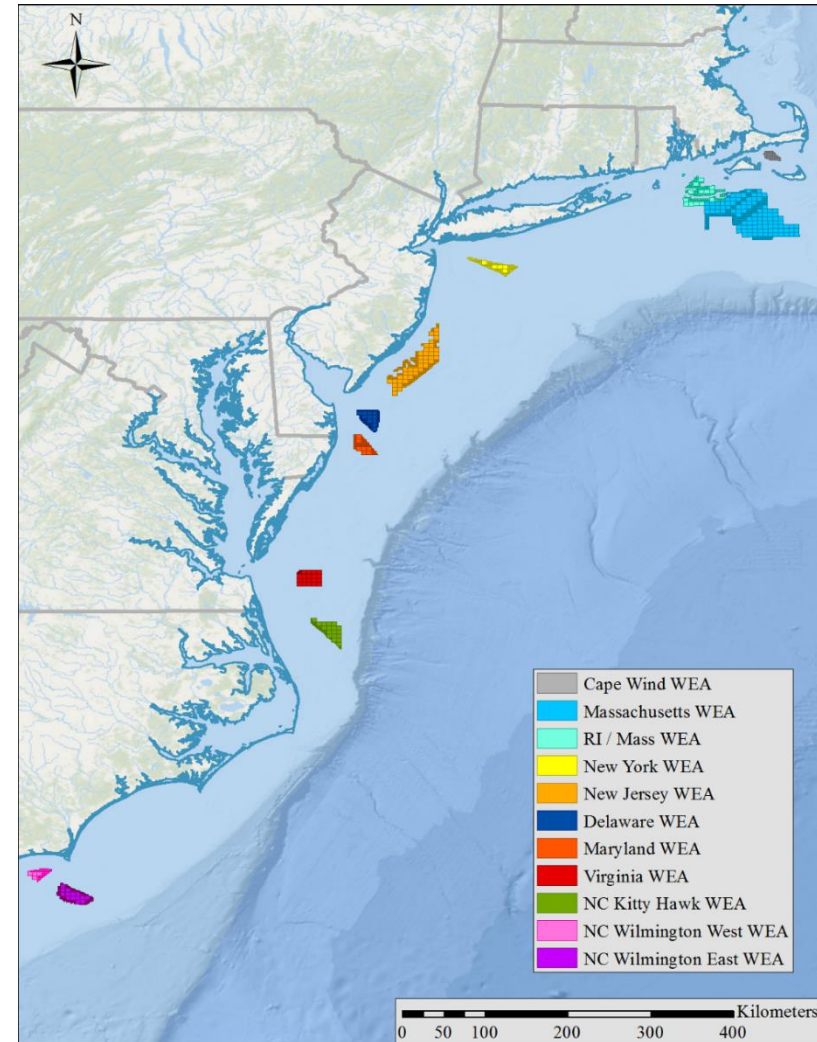 N
Cape Wind WEA
Massachusetts WEA
RI / Mass WEA
New York WEA
New Jersey WEA
Delaware WEA
Maryland WEA
Virginia WEA
NC Kitty Hawk WEA
NC Wilmington West WEA
NC Wilmington East WEA
Kilometers
0 50 100 200 300 400